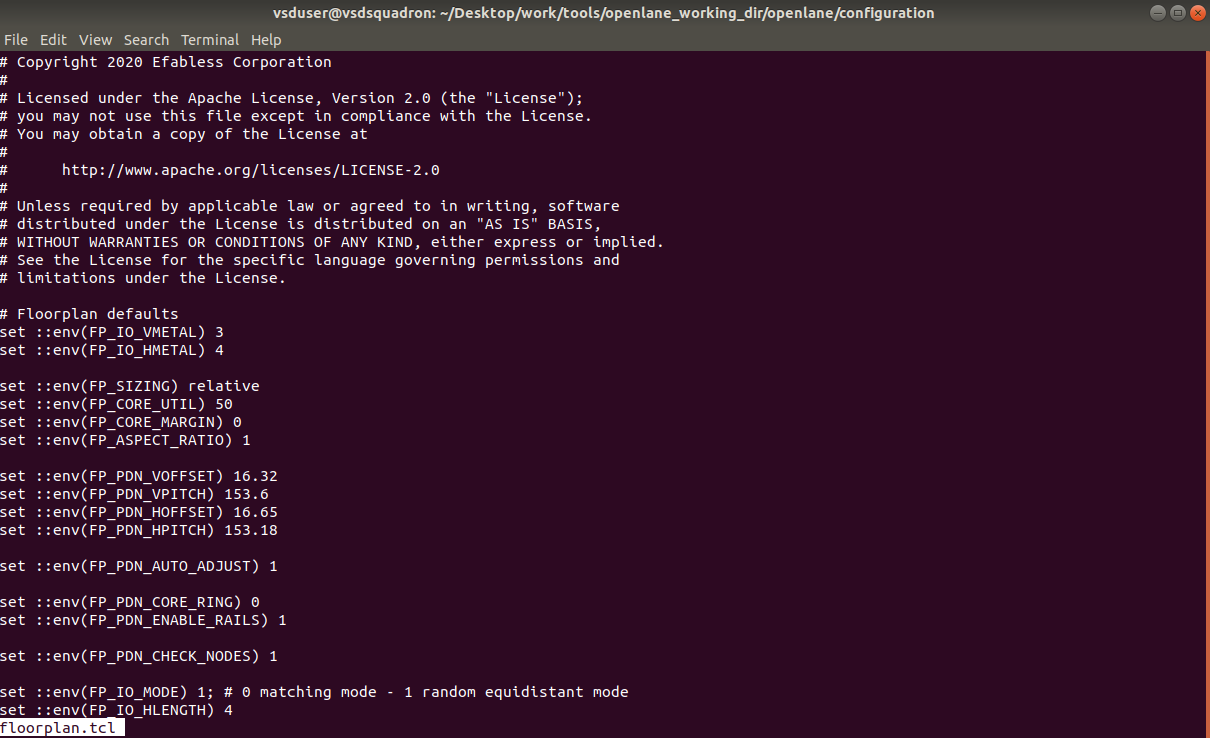 vsduser@vsdsquadron: ~/Desktop/work/tools/openlane_working_dir/openlane/configuration
File Edit View Search Terminal Help
# Copyright 2020 Efabless Corporation
#
# Licensed under the Apache License, Version 2.0 (the "License");
# you may not use this file except in compliance with the License.
# You may obtain a copy of the License at
#
#      http://www.apache.org/licenses/LICENSE-2.0
#
# Unless required by applicable law or agreed to in writing, software
# distributed under the License is distributed on an "AS IS" BASIS,
# WITHOUT WARRANTIES OR CONDITIONS OF ANY KIND, either express or implied.
# See the License for the specific language governing permissions and
# limitations under the License.

# Floorplan defaults
set ::env(FP_IO_VMETAL) 3
set ::env(FP_IO_HMETAL) 4

set ::env(FP_SIZING) relative
set ::env(FP_CORE_UTIL) 50
set ::env(FP_CORE_MARGIN) 0
set ::env(FP_ASPECT_RATIO) 1

set ::env(FP_PDN_VOFFSET) 16.32
set ::env(FP_PDN_VPITCH) 153.6
set ::env(FP_PDN_HOFFSET) 16.65
set ::env(FP_PDN_HPITCH) 153.18

set ::env(FP_PDN_AUTO_ADJUST) 1

set ::env(FP_PDN_CORE_RING) 0
set ::env(FP_PDN_ENABLE_RAILS) 1

set ::env(FP_PDN_CHECK_NODES) 1

set ::env(FP_IO_MODE) 1; # 0 matching mode - 1 random equidistant mode
set ::env(FP_IO_HLENGTH) 4
floorplan.tcl